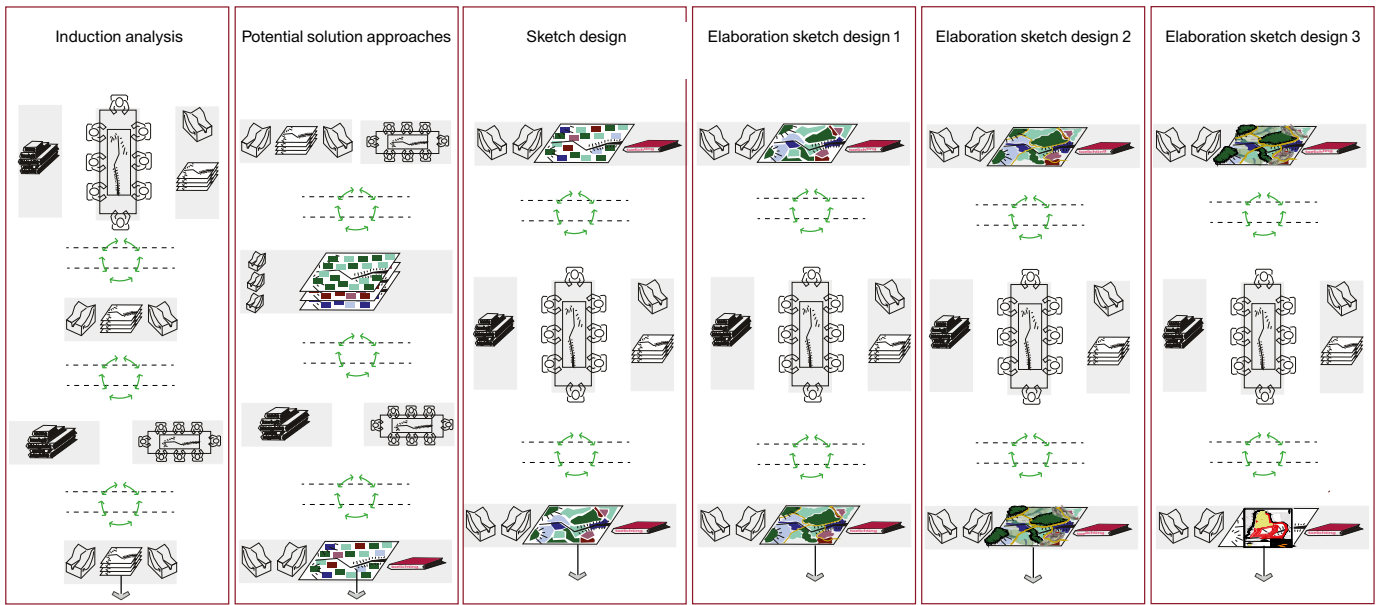 Induction analysis
Potential solution approaches
Sketch design
Elaboration sketch design 1
Elaboration sketch design 2
Elaboration sketch design 3